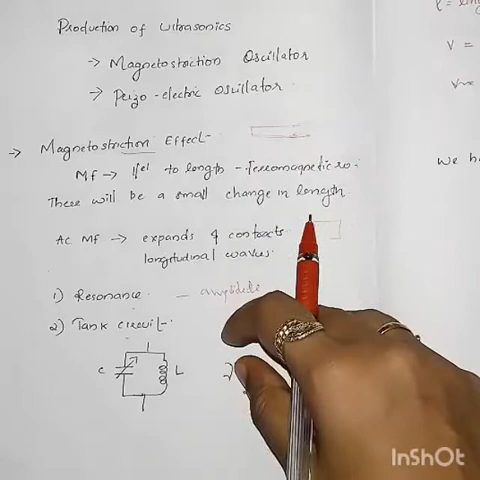 Production of Ultrasonics
-> Magnetostriction Oscillator
-> Peizo-electric oscillator.
-> Magnetostriction Effect-
MF -> ||el to length - ferromagnetic ro
There will be a small change in length.
AC MF -> expands & contracts
longitudinal waves.
1) Resonance. - amplitude
2) Tank circuit-
C L
V =
We h
InShOt